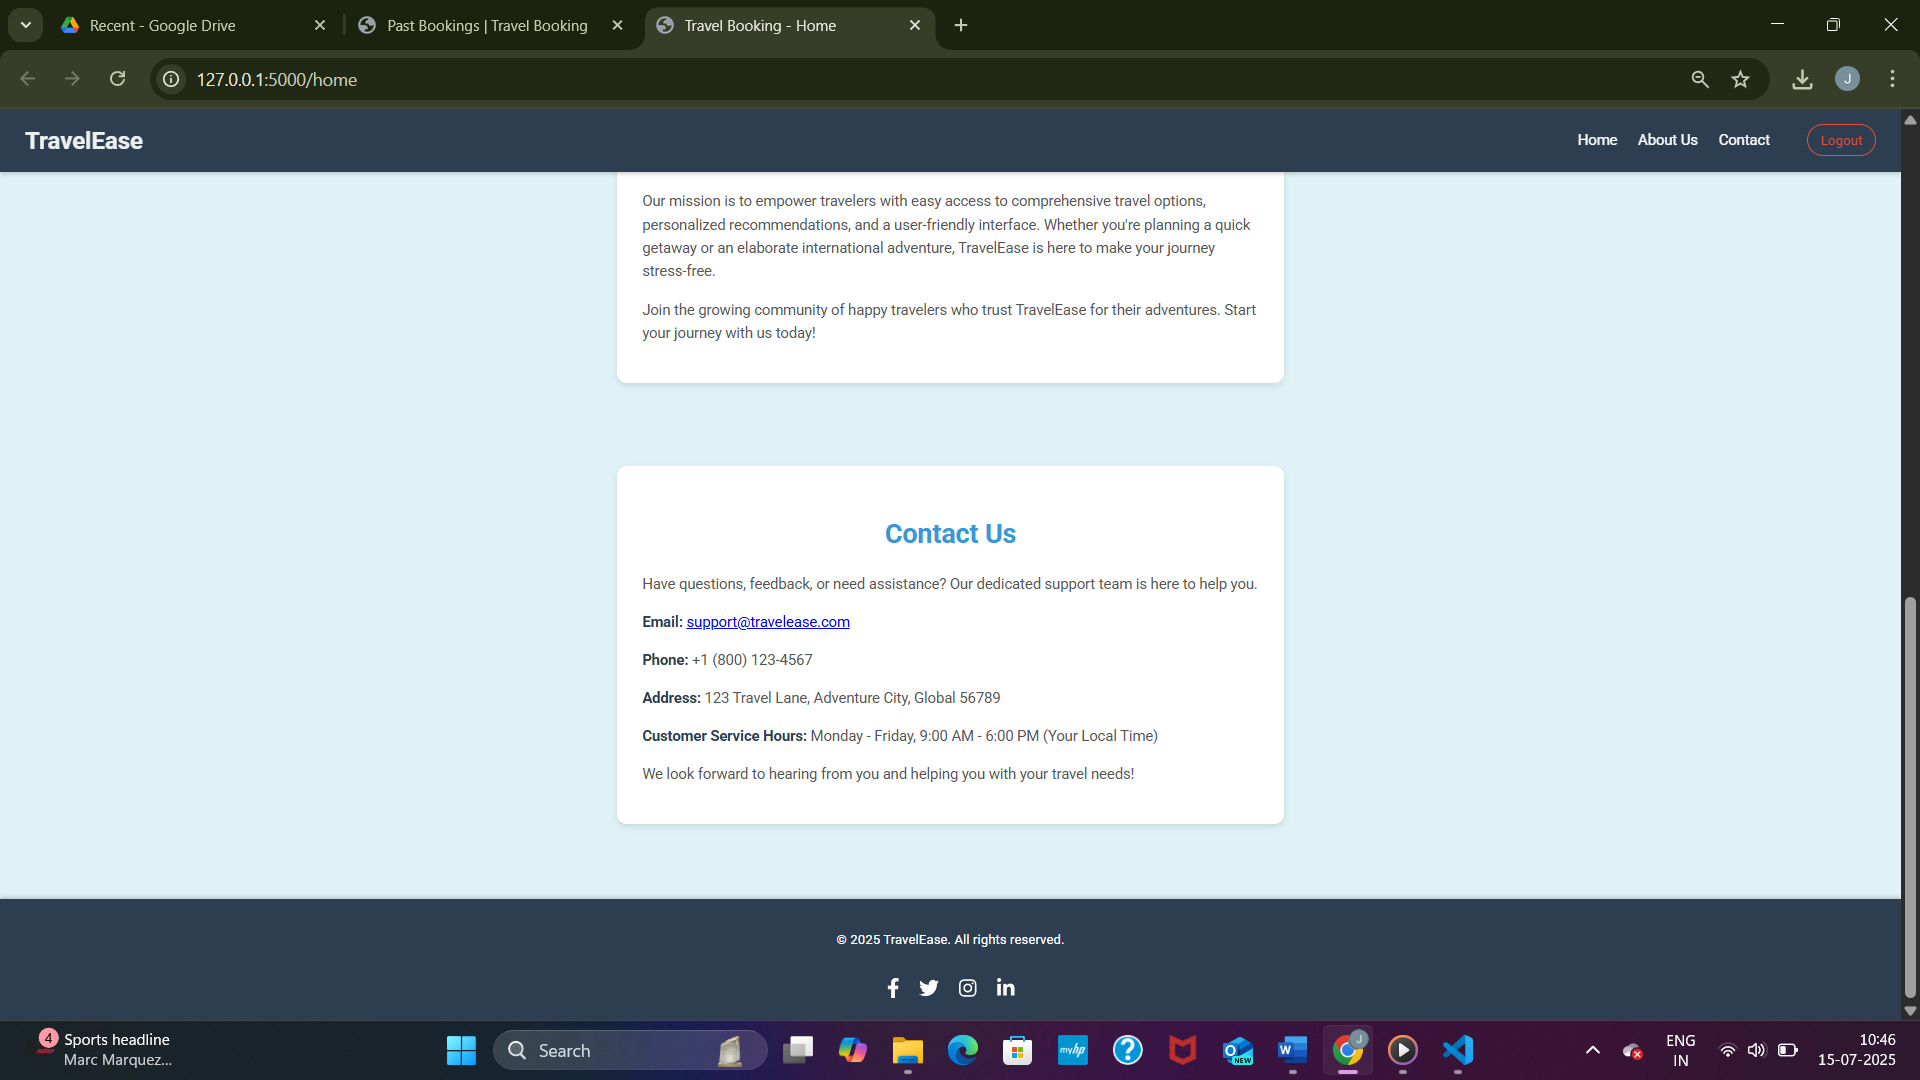 Recent - Google Drive
Past Bookings | Travel Booking
Travel Booking - Home
127.0.0.1:5000/home
J
TravelEase
Home
About Us
Contact
Logout
Our mission is to empower travelers with easy access to comprehensive travel options,
personalized recommendations, and a user-friendly interface. Whether you're planning a quick
getaway or an elaborate international adventure, TravelEase is here to make your journey
stress-free.
Join the growing community of happy travelers who trust TravelEase for their adventures. Start
your journey with us today!
Contact Us
Have questions, feedback, or need assistance? Our dedicated support team is here to help you.
Email: support@travelease.com
Phone: +1 (800) 123-4567
Address: 123 Travel Lane, Adventure City, Global 56789
Customer Service Hours: Monday - Friday, 9:00 AM - 6:00 PM (Your Local Time)
We look forward to hearing from you and helping you with your travel needs!
© 2025 TravelEase. All rights reserved.
4
Sports headline
Marc Marquez...
Search
myhp
NEW
W
J
ENG
IN
10:46
15-07-2025